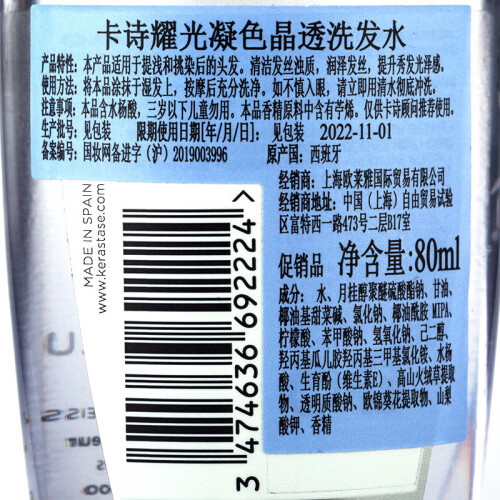 卡诗耀光凝色晶透洗发水
产品特性：本产品适用于提浅和挑染后的头发。清洁发丝浊质，润泽发丝，提升秀发光泽感。
使用方法：将本品涂抹于湿发上，按摩后充分洗净。如不慎入眼，请立即用清水彻底冲洗。
注意事项：本品含水杨酸，三岁以下儿童勿用。本品香精原料中含有苧烯。仅供卡诗顾问推荐使用。
生产批号：见包装 限期使用日期[年/月/日]：见包装 2022-11-01
备案编号：国妆网备进字（沪）2019003996 原产国：西班牙
经销商：上海欧莱雅国际贸易有限公司
经销商地址：中国（上海）自由贸易试验
区富特西一路473号二层B17室
促销品 净含量:80ml
成分： 水、月桂醇聚醚硫酸酯钠、甘油、
椰油基甜菜碱、氯化钠、椰油酰胺 MIPA、
柠檬酸、苯甲酸钠、氢氧化钠、己二醇、
羟丙基瓜儿胶羟丙基三甲基氯化铵、水杨
酸、生育酚（维生素E）、高山火绒草提取
物、透明质酸钠、欧锦葵花提取物、山梨
酸钾、香精
MADE IN SPAIN
www.kerastase.com
3 474636 692224 >